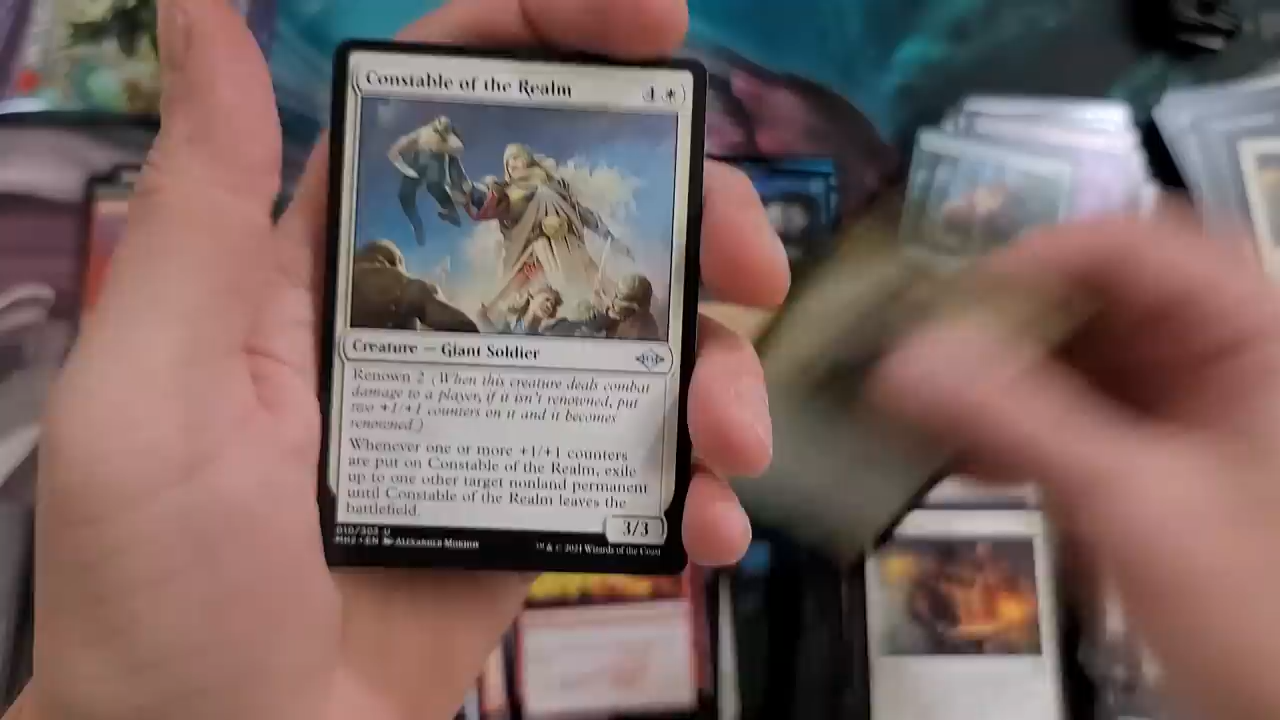 Constable of the Realm 4
Creature — Giant Soldier
Renown 2 (When this creature deals combat
damage to a player, if it isn't renowned, put
two +1/+1 counters on it and it becomes
renowned.)
Whenever one or more +1/+1 counters
are put on Constable of the Realm, exile
up to one other target nonland permanent
until Constable of the Realm leaves the
battlefield.
3/3
010/303 U
MH2 • EN Alexander Mokhov
™ & © 2021 Wizards of the Coast